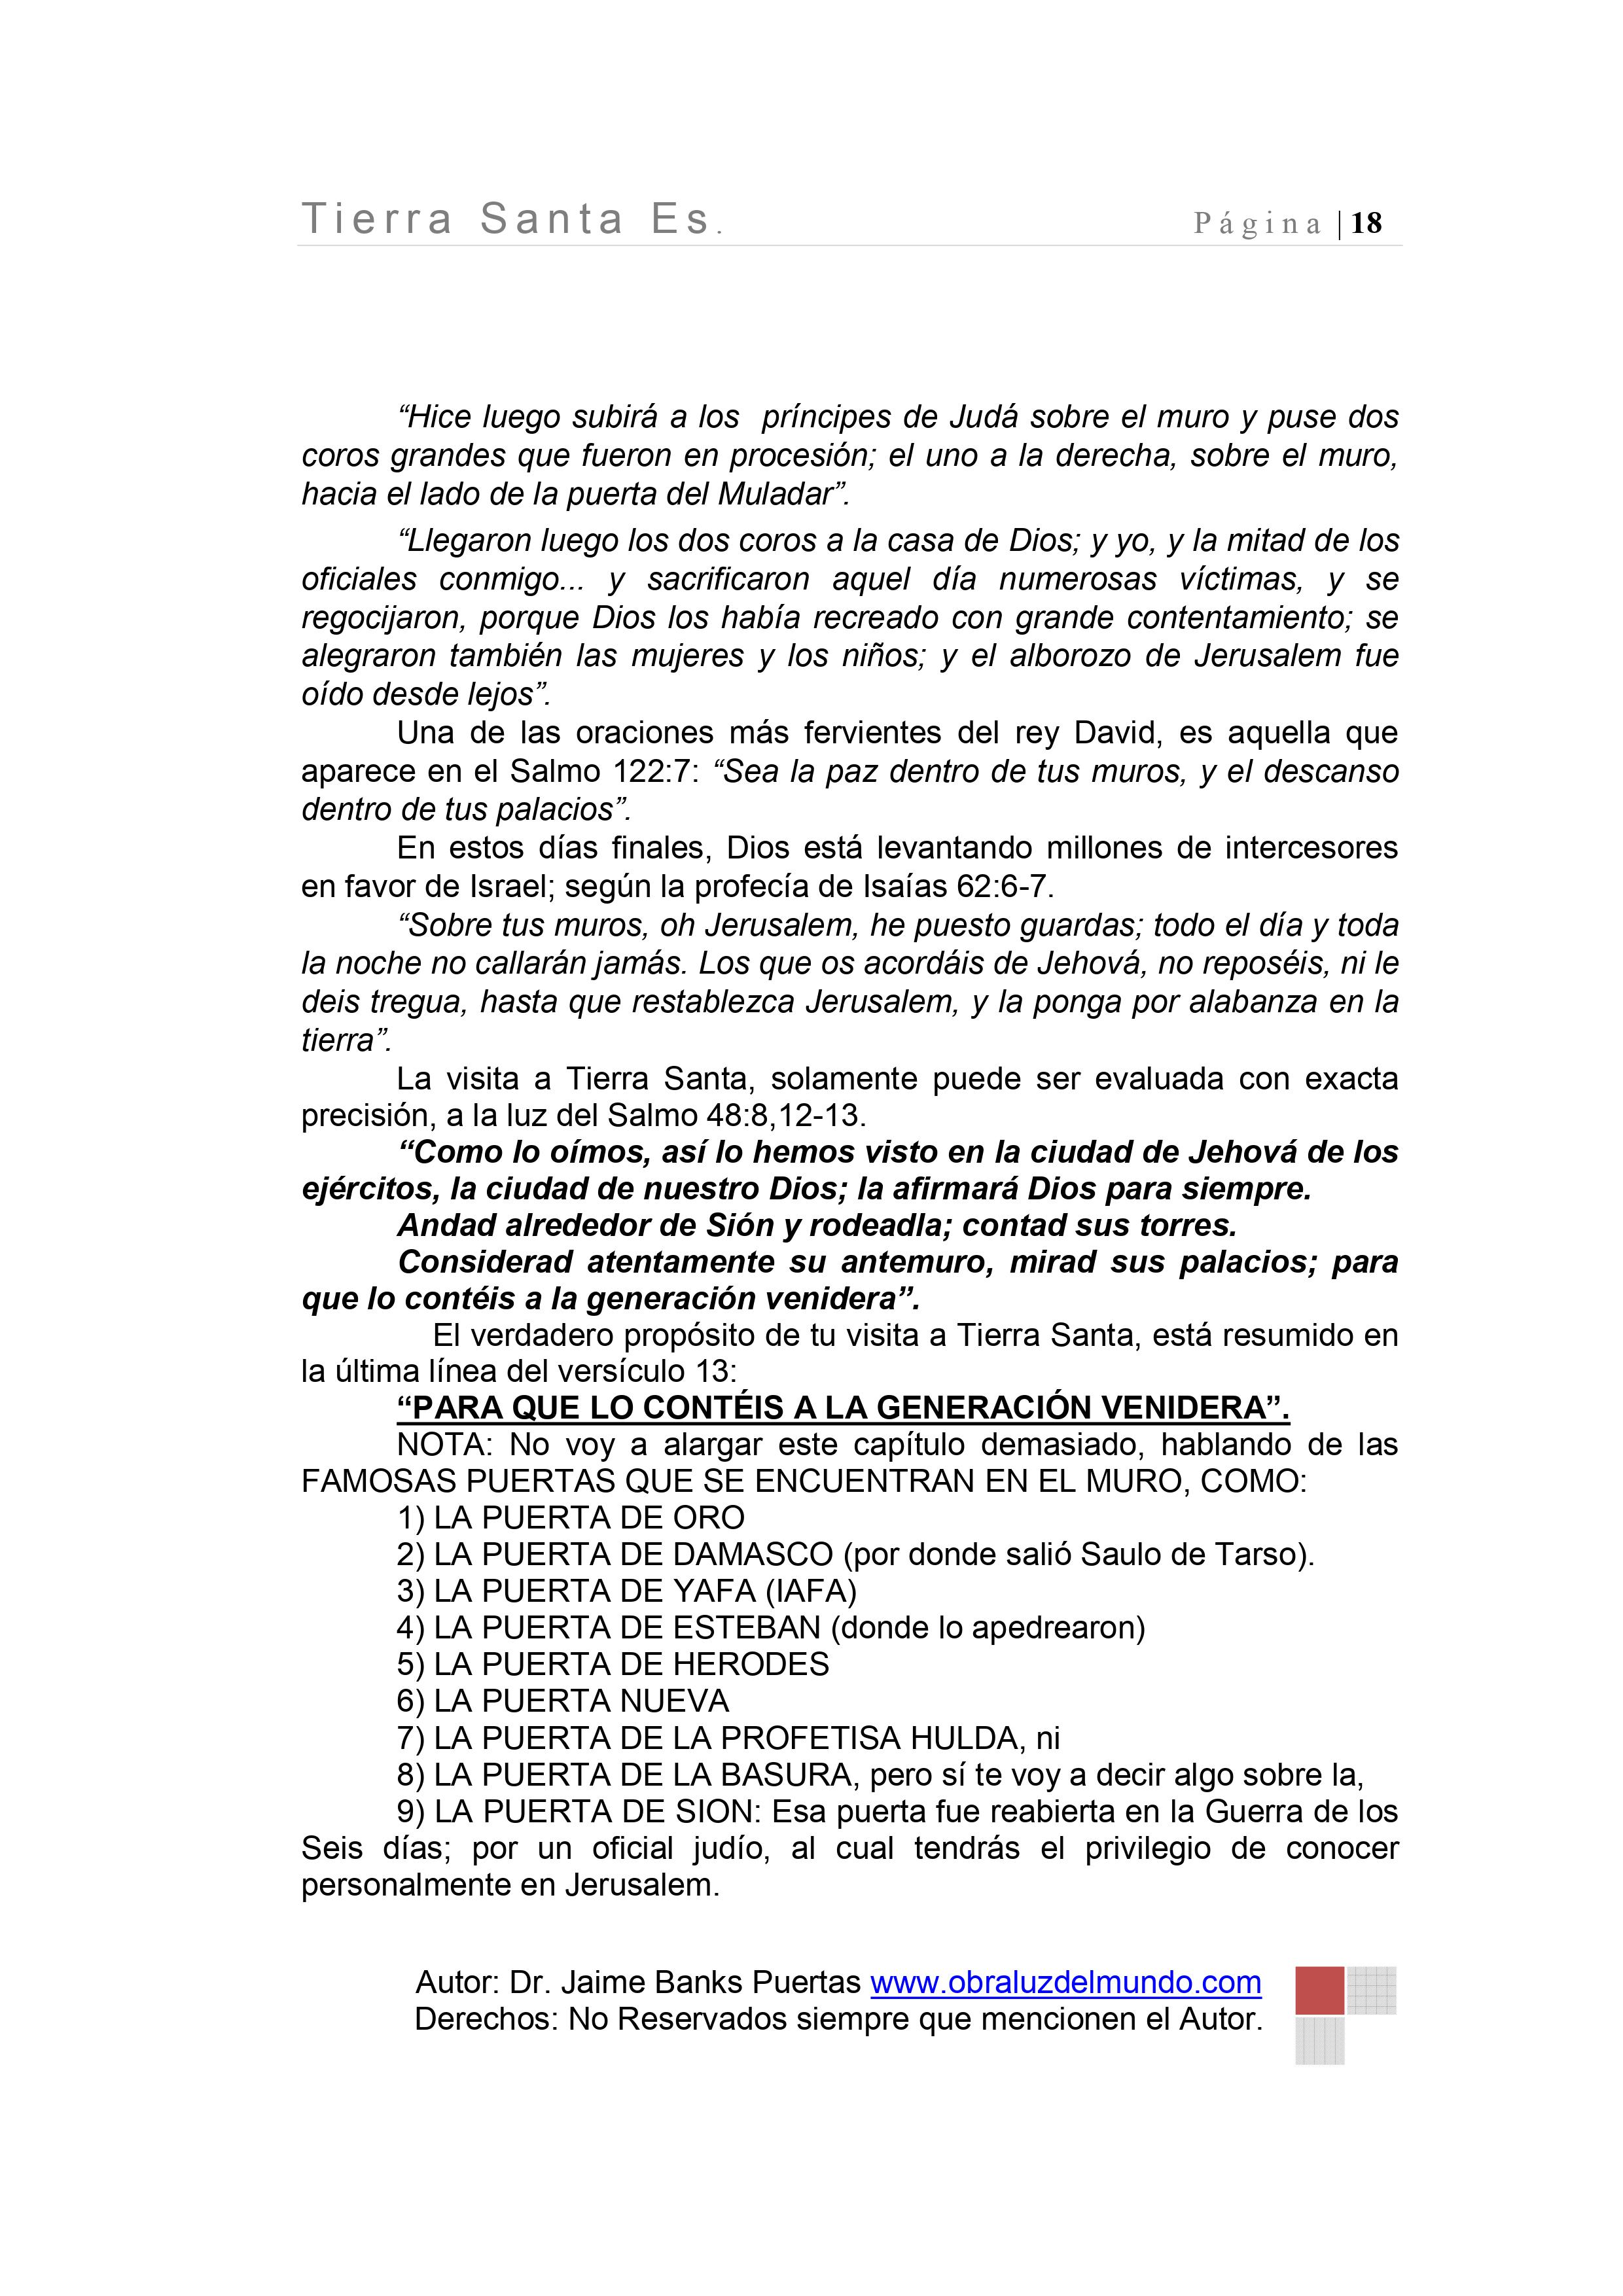 Tierra Santa Es. Página | 18
“Hice luego subirá a los príncipes de Judá sobre el muro y puse dos
coros grandes que fueron en procesión; el uno a la derecha, sobre el muro,
hacia el lado de la puerta del Muladar”.
“Llegaron luego los dos coros a la casa de Dios; y yo, y la mitad de los
oficiales conmigo... y sacrificaron aquel día numerosas víctimas, y se
regocijaron, porque Dios los había recreado con grande contentamiento; se
alegraron también las mujeres y los niños; y el alborozo de Jerusalem fue
oído desde lejos”.
Una de las oraciones más fervientes del rey David, es aquella que
aparece en el Salmo 122:7: “Sea la paz dentro de tus muros, y el descanso
dentro de tus palacios”.
En estos días finales, Dios está levantando millones de intercesores
en favor de Israel; según la profecía de Isaías 62:6-7.
“Sobre tus muros, oh Jerusalem, he puesto guardas; todo el día y toda
la noche no callarán jamás. Los que os acordáis de Jehová, no reposéis, ni le
deis tregua, hasta que restablezca Jerusalem, y la ponga por alabanza en la
tierra”.
La visita a Tierra Santa, solamente puede ser evaluada con exacta
precisión, a la luz del Salmo 48:8,12-13.
“Como lo oímos, así lo hemos visto en la ciudad de Jehová de los
ejércitos, la ciudad de nuestro Dios; la afirmará Dios para siempre.
Andad alrededor de Sión y rodeadla; contad sus torres.
Considerad atentamente su antemuro, mirad sus palacios; para
que lo contéis a la generación venidera”.
El verdadero propósito de tu visita a Tierra Santa, está resumido en
la última línea del versículo 13:
“PARA QUE LO CONTÉIS A LA GENERACIÓN VENIDERA”.
NOTA: No voy a alargar este capítulo demasiado, hablando de las
FAMOSAS PUERTAS QUE SE ENCUENTRAN EN EL MURO, COMO:
1) LA PUERTA DE ORO
2) LA PUERTA DE DAMASCO (por donde salió Saulo de Tarso).
3) LA PUERTA DE YAFA (IAFA)
4) LA PUERTA DE ESTEBAN (donde lo apedrearon)
5) LA PUERTA DE HERODES
6) LA PUERTA NUEVA
7) LA PUERTA DE LA PROFETISA HULDA, ni
8) LA PUERTA DE LA BASURA, pero sí te voy a decir algo sobre la,
9) LA PUERTA DE SION: Esa puerta fue reabierta en la Guerra de los
Seis días; por un oficial judío, al cual tendrás el privilegio de conocer
personalmente en Jerusalem.
Autor: Dr. Jaime Banks Puertas www.obraluzdelmundo.com
Derechos: No Reservados siempre que mencionen el Autor.